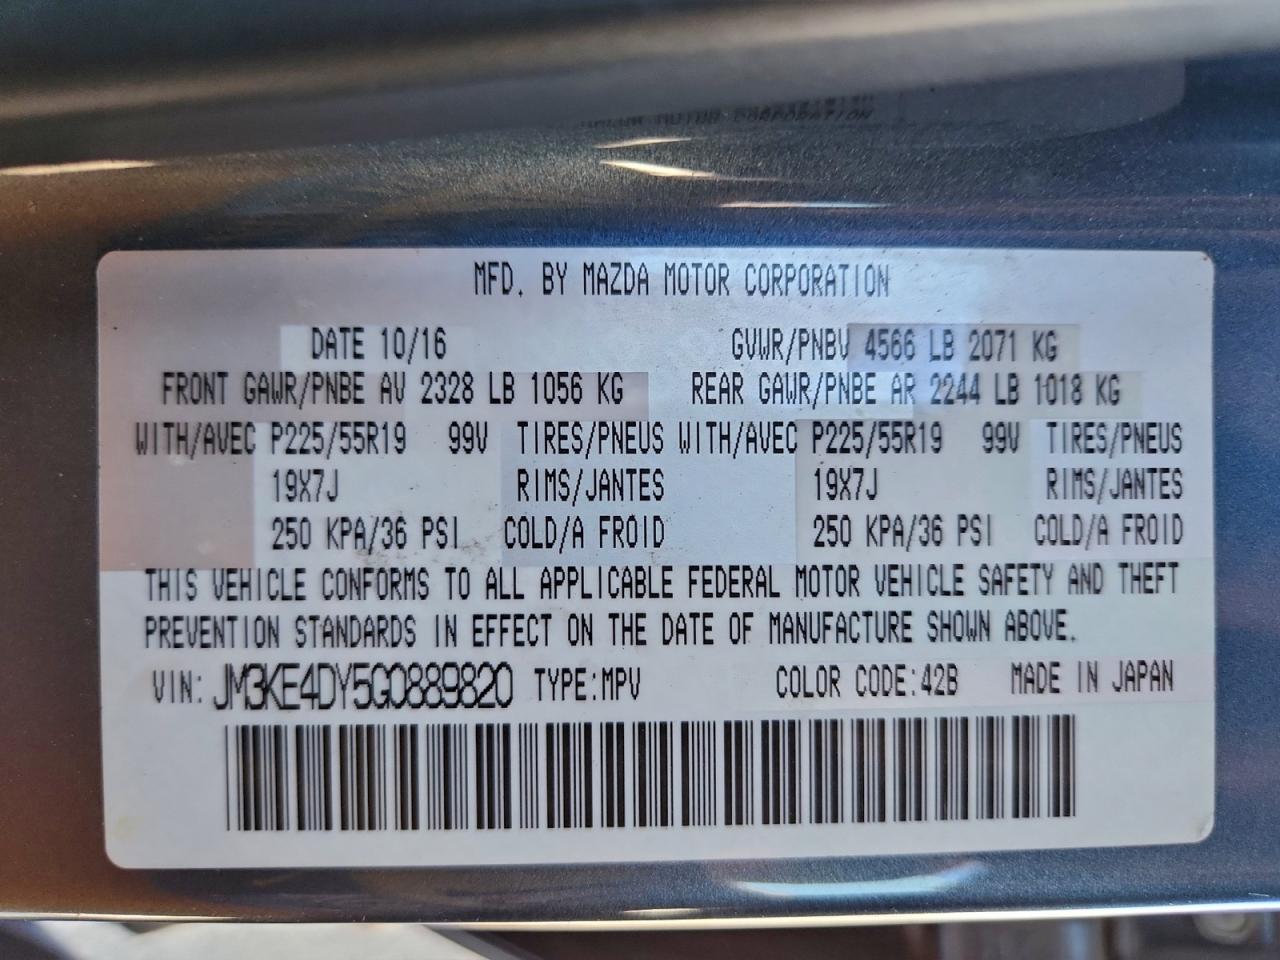 MFD. BY MAZDA MOTOR CORPORATION
DATE 10/16 GVWR/PNBV 4566 LB 2071 KG
FRONT GAWR/PNBE AV 2328 LB 1056 KG REAR GAWR/PNBE AR 2244 LB 1018 KG
WITH/AVEC P225/55R19 99V TIRES/PNEUS WITH/AVEC P225/55R19 99V TIRES/PNEUS
19X7J RIMS/JANTES 19X7J RIMS/JANTES
250 KPA/36 PSI COLD/A FROID 250 KPA/36 PSI COLD/A FROID
THIS VEHICLE CONFORMS TO ALL APPLICABLE FEDERAL MOTOR VEHICLE SAFETY AND THEFT
PREVENTION STANDARDS IN EFFECT ON THE DATE OF MANUFACTURE SHOWN ABOVE.
VIN: JM3KE4DY5G0889820 TYPE:MPV COLOR CODE:42B MADE IN JAPAN